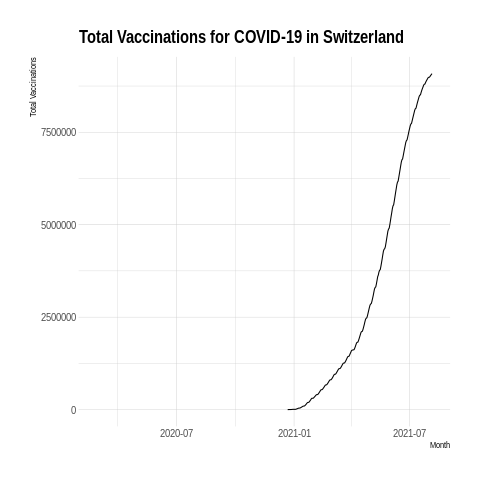 Total Vaccinations for COVID-19 in Switzerland
Total Vaccinations
7500000
5000000
2500000
0
2020-07
2021-01
2021-07
Month